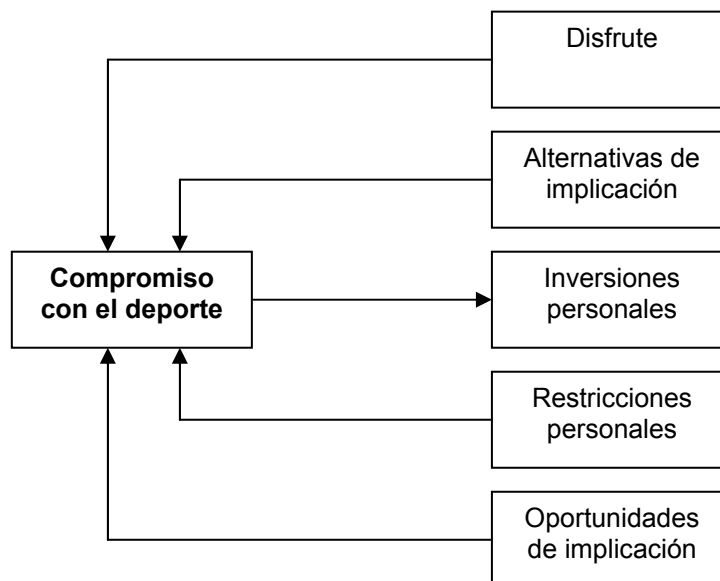 Disfrute
Alternativas de
implicación
Compromiso
con el deporte
Inversiones
personales
Restricciones
personales
Oportunidades
de implicación